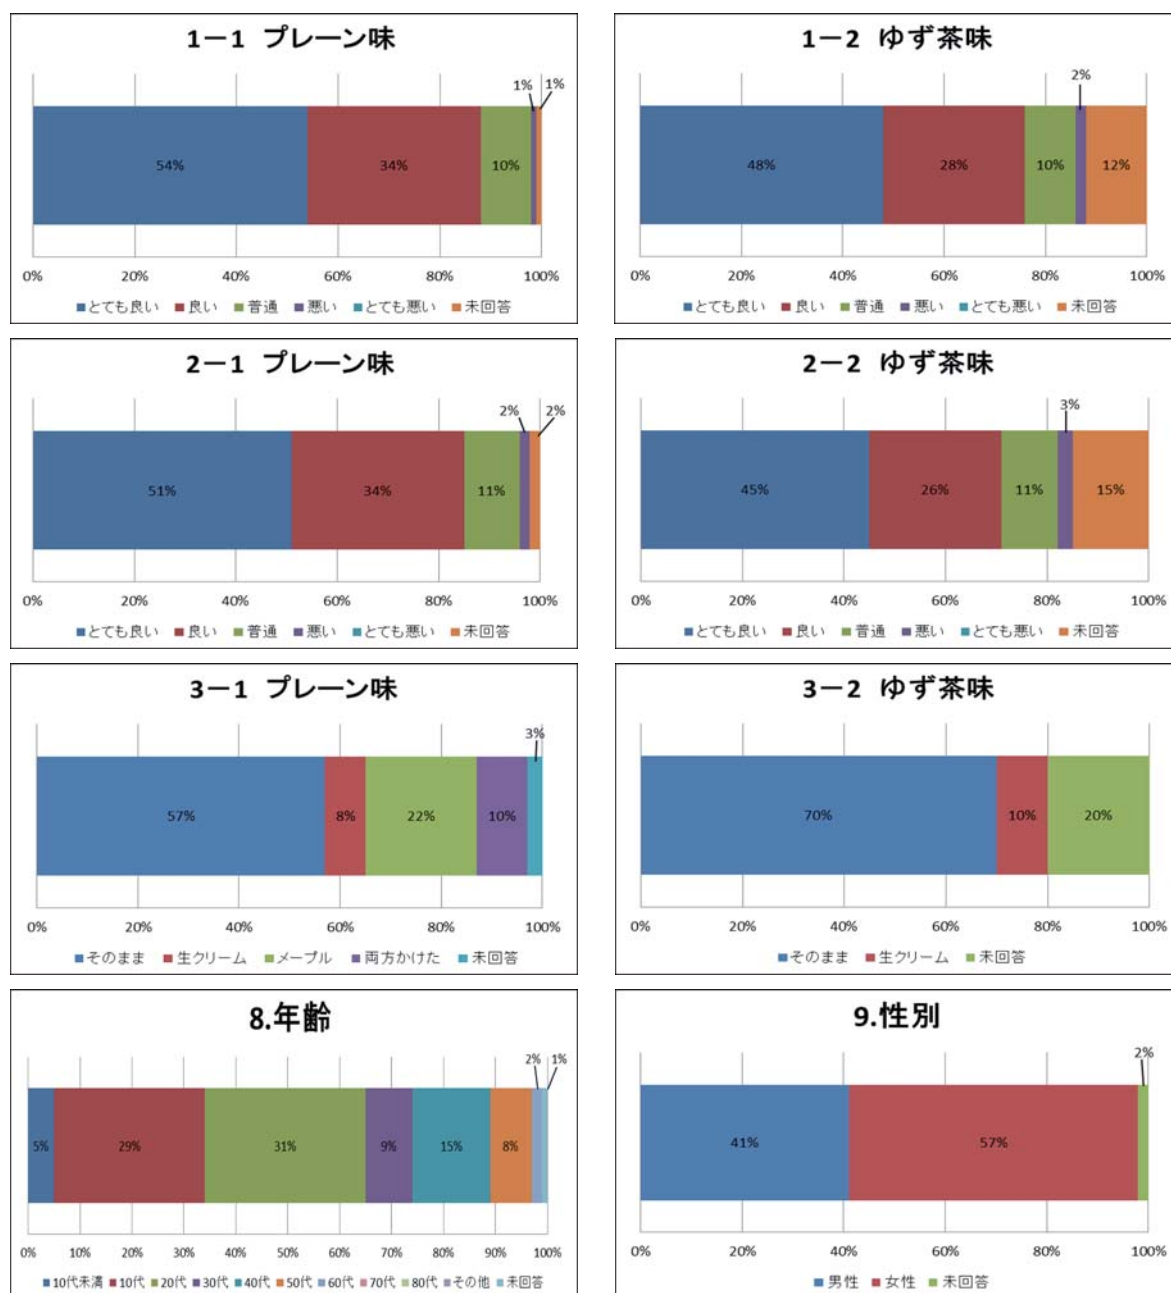 1ー1 プレーン味
1% 1%
54% 34% 10%
0% 20% 40% 60% 80% 100%
■とても良い ■良い ■普通 ■悪い ■とても悪い ■未回答
1ー2 ゆず茶味
2%
48% 28% 10% 12%
0% 20% 40% 60% 80% 100%
■とても良い ■良い ■普通 ■悪い ■とても悪い ■未回答
2ー1 プレーン味
2% 2%
51% 34% 11%
0% 20% 40% 60% 80% 100%
■とても良い ■良い ■普通 ■悪い ■とても悪い ■未回答
2ー2 ゆず茶味
3%
45% 26% 11% 15%
0% 20% 40% 60% 80% 100%
■とても良い ■良い ■普通 ■悪い ■とても悪い ■未回答
3ー1 プレーン味
3%
57% 8% 22% 10%
0% 20% 40% 60% 80% 100%
■そのまま ■生クリーム ■メープル ■両方かけた ■未回答
3ー2 ゆず茶味
70% 10% 20%
0% 20% 40% 60% 80% 100%
■そのまま ■生クリーム ■未回答
8.年齢
2% 1%
5% 29% 31% 9% 15% 8%
0% 10% 20% 30% 40% 50% 60% 70% 80% 90% 100%
■10代未満 ■10代 ■20代 ■30代 ■40代 ■50代 ■60代 ■70代 ■80代 ■その他 ■未回答
9.性別
2%
41% 57%
0% 20% 40% 60% 80% 100%
■男性 ■女性 ■未回答